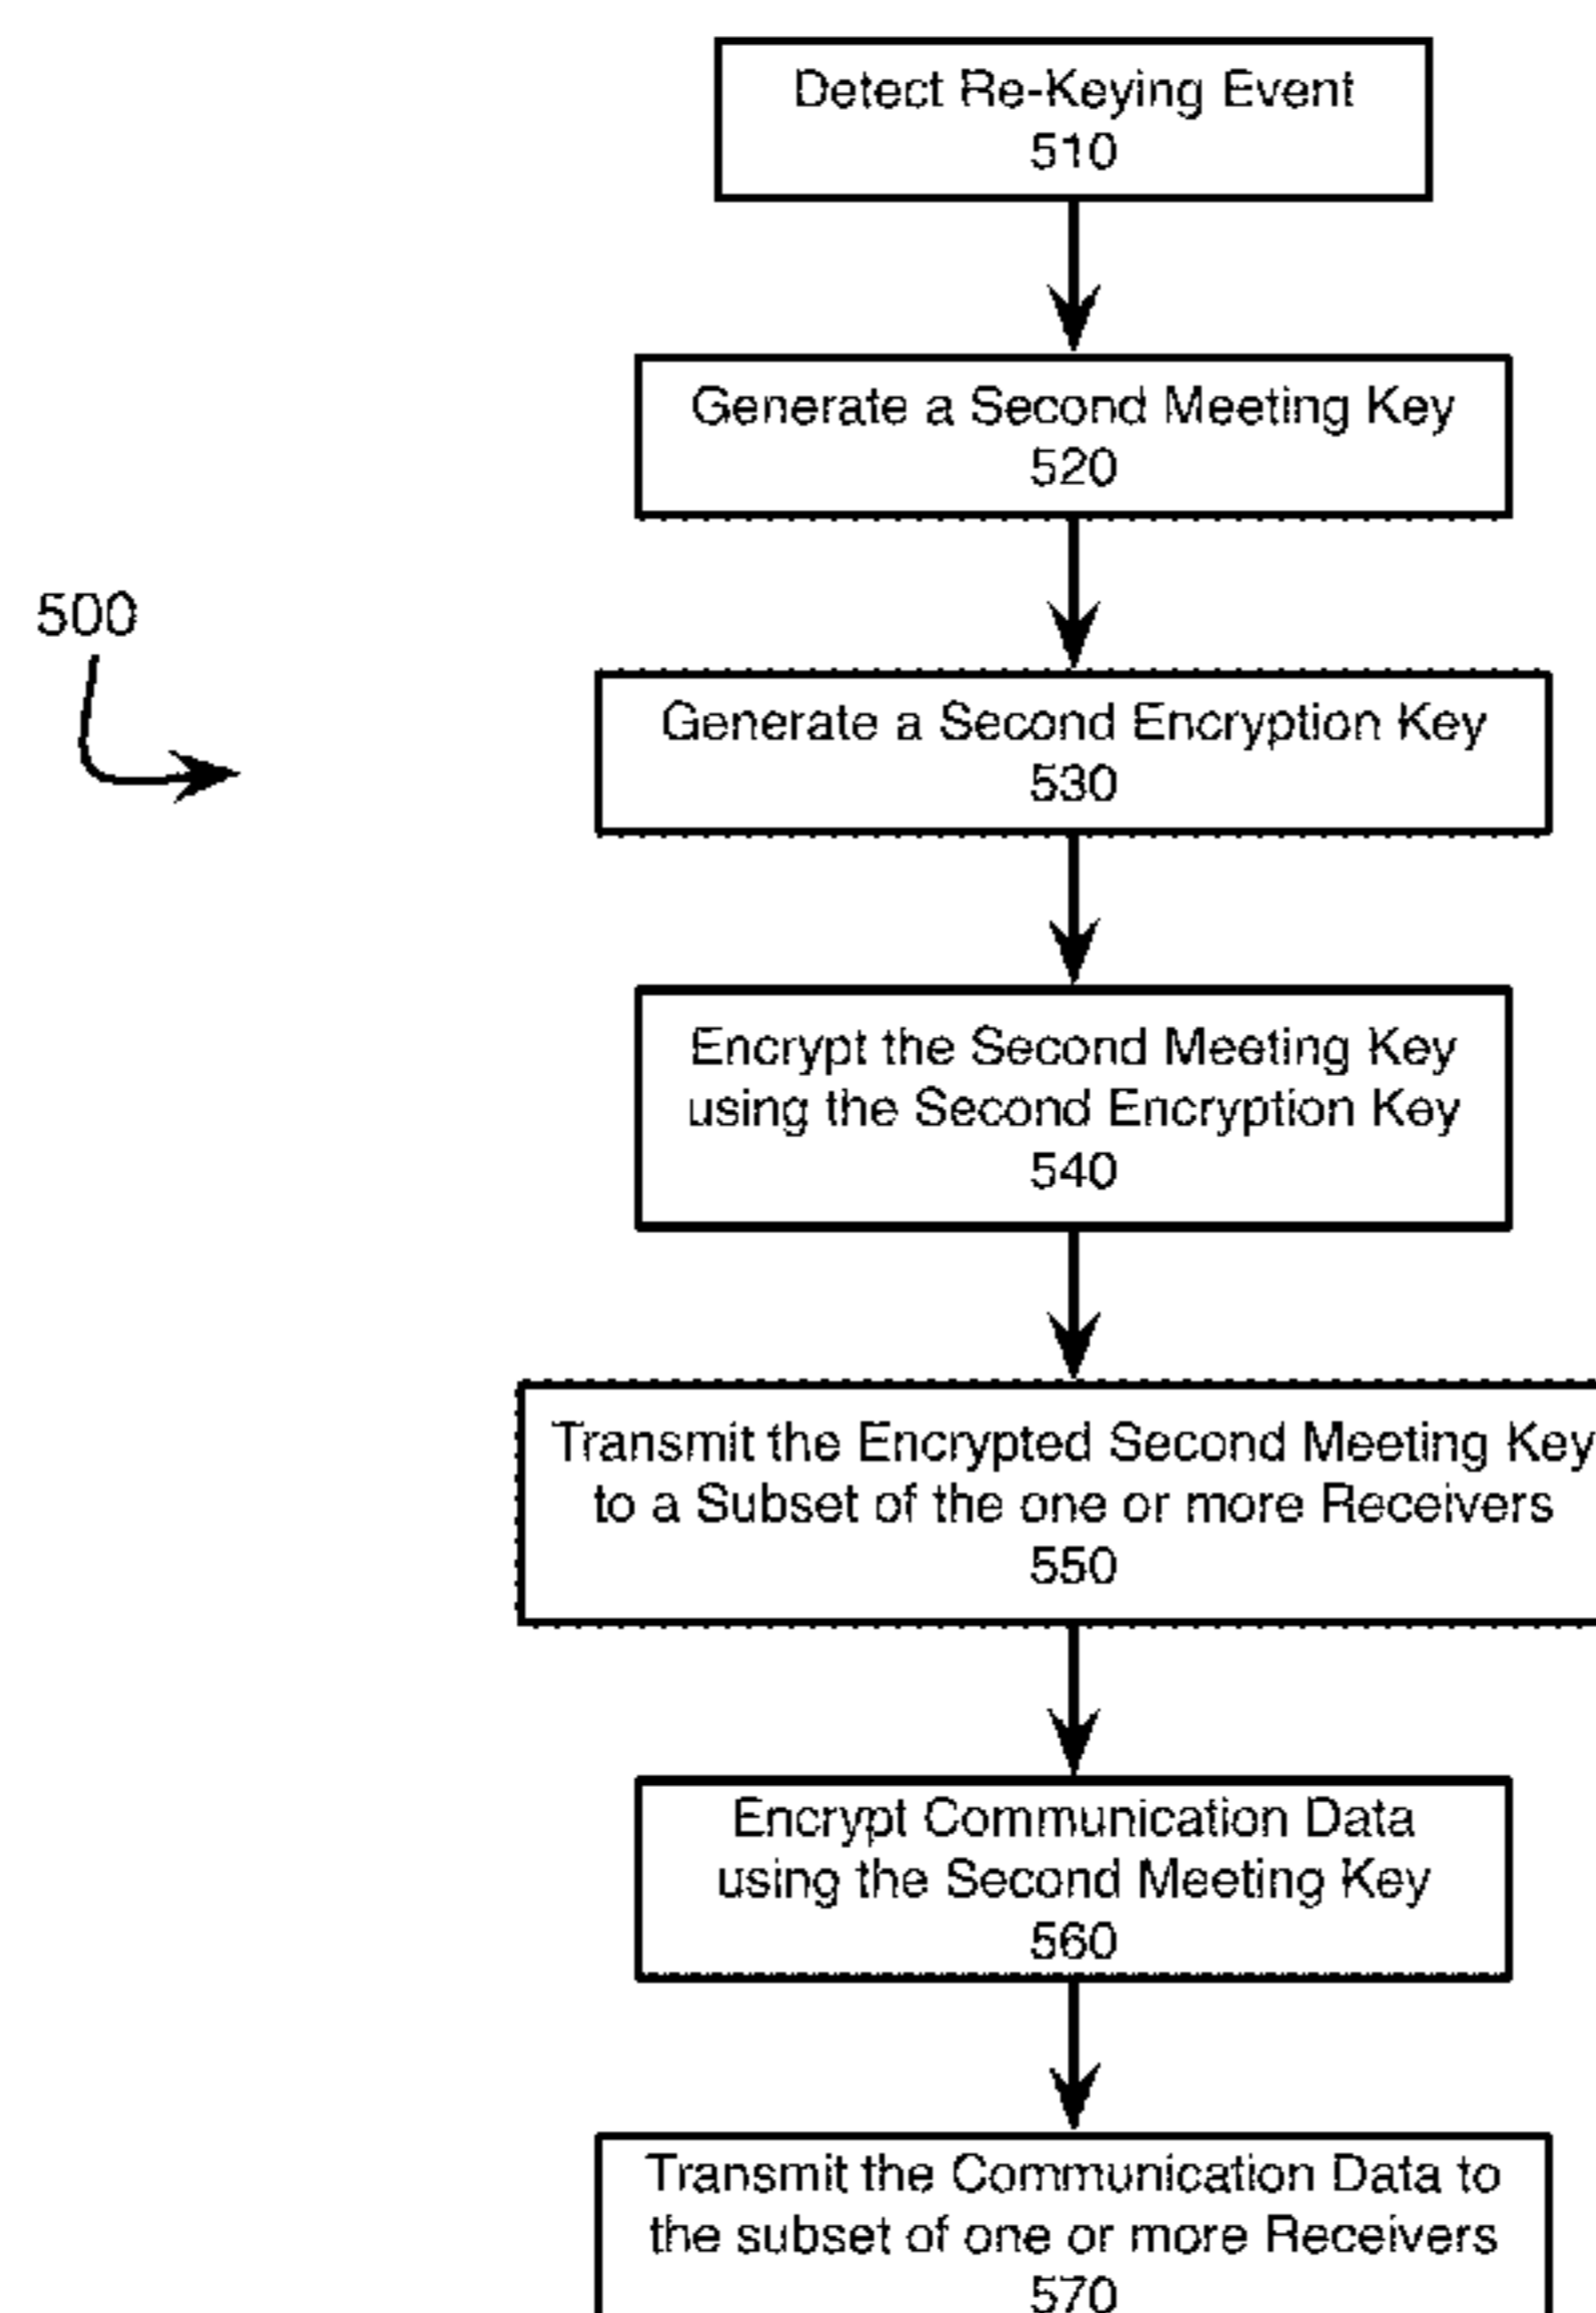 Detect Re-Keying Event
510
Generate a Second Meeting Key
520
500
Generate a Second Encryption Key
530
Encrypt the Second Meeting Key
using the Second Encryption Key
540
Transmit the Encrypted Second Meeting Key
to a Subset of the one or more Receivers
550
Encrypt Communication Data
using the Second Meeting Key
560
Transmit the Communication Data to
the subset of one or more Receivers
570